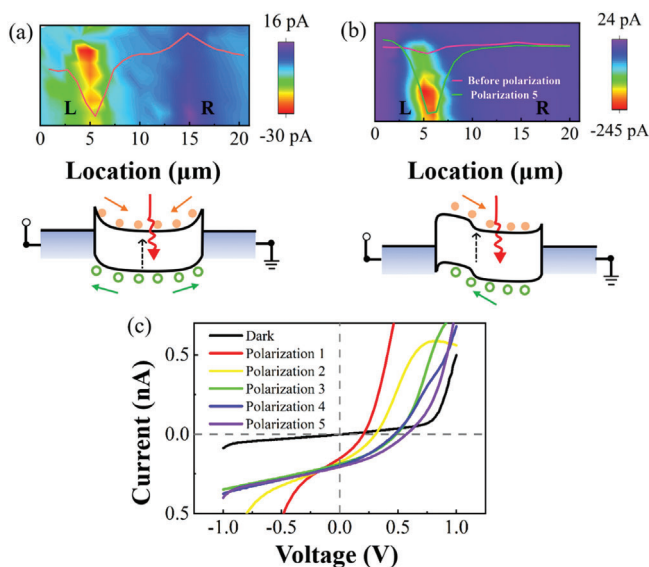 (a)
16 pA
-30 pA
L
R
0 5 10 15 20
Location (μm)
(b)
24 pA
-245 pA
Before polarization
Polarization 5
L
R
0 5 10 15 20
Location (μm)
(c)
Dark
Polarization 1
Polarization 2
Polarization 3
Polarization 4
Polarization 5
Current (nA)
0.5
0.0
0.5
-1.0 -0.5 0.0 0.5 1.0
Voltage (V)